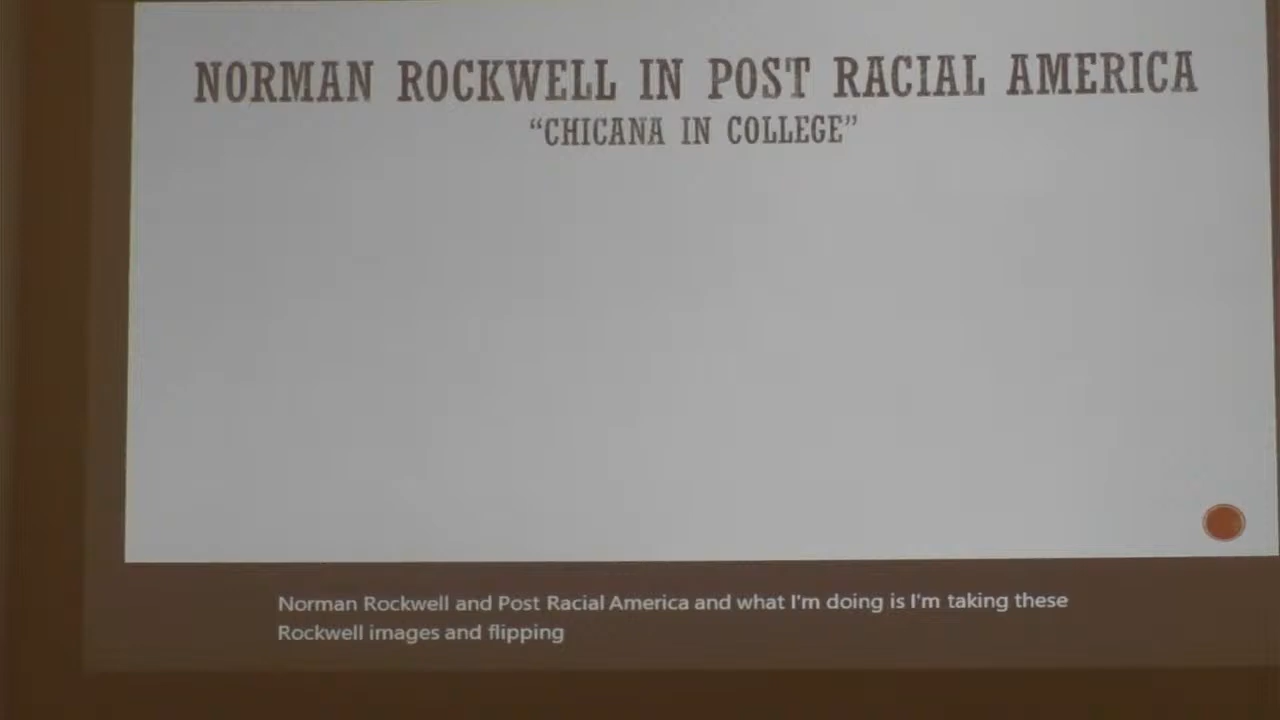 NORMAN ROCKWELL IN POST RACIAL AMERICA
“CHICANA IN COLLEGE”
Norman Rockwell and Post Racial America and what I'm doing is I'm taking these
Rockwell images and flipping